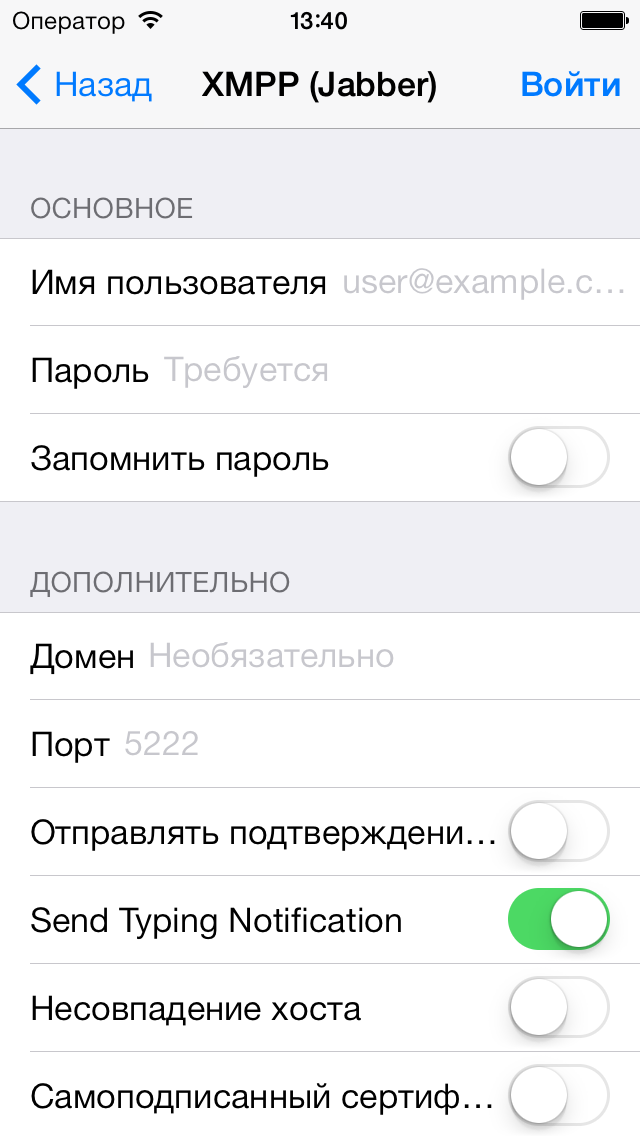 Оператор 13:40
Назад XMPP (Jabber) Войти
ОСНОВНОЕ
Имя пользователя user@example.c...
Пароль Требуется
Запомнить пароль
ДОПОЛНИТЕЛЬНО
Домен Необязательно
Порт 5222
Отправлять подтверждени...
Send Typing Notification
Несовпадение хоста
Самоподписанный сертиф...